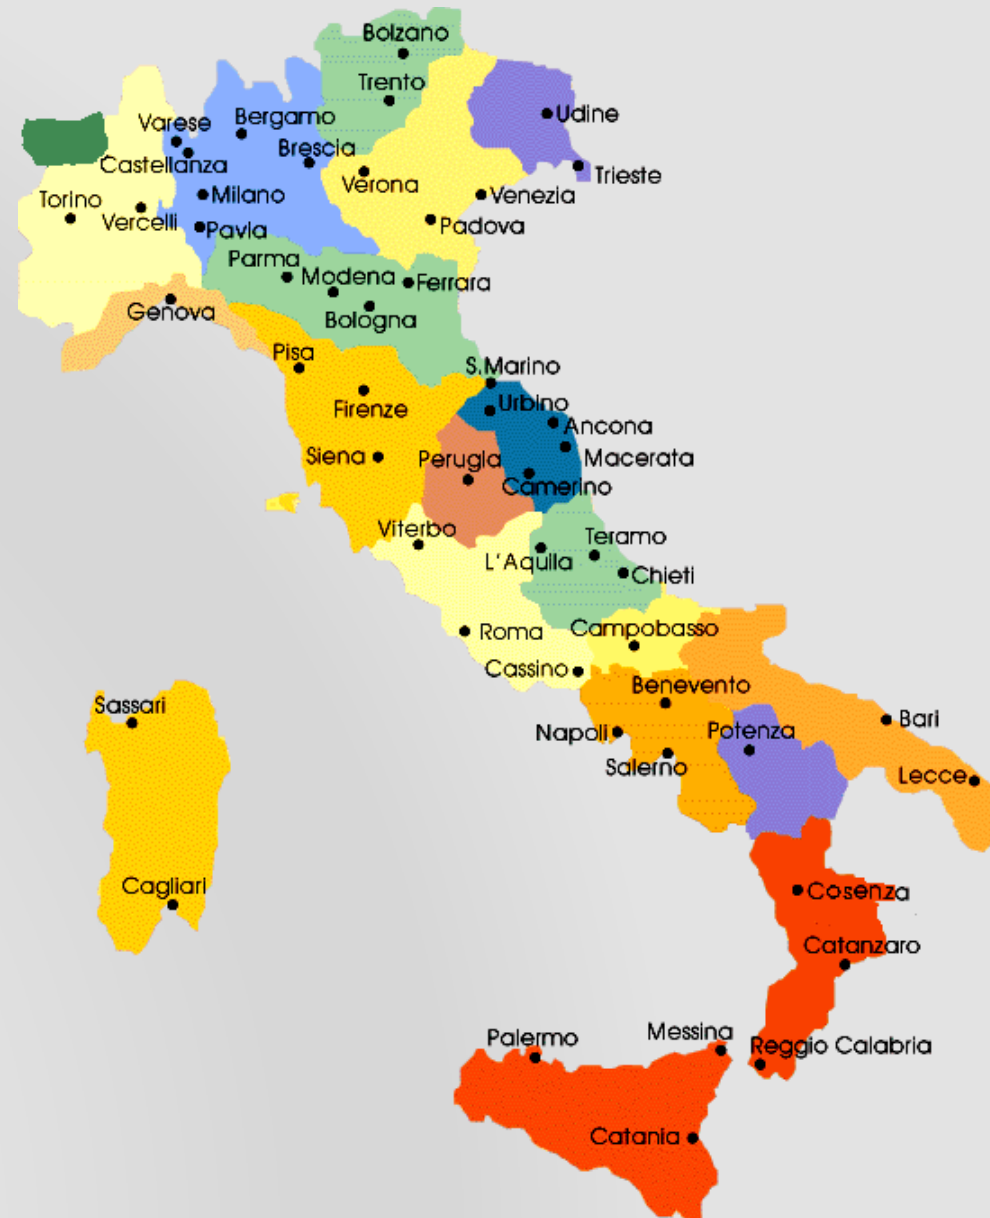 Bolzano
Trento
Udine
Bergamo
Varese
Brescia
Castellanza
Trieste
Verona
Milano
Venezia
Torino
Vercelli
Padova
Pavia
Parma
Modena
Ferrara
Genova
Bologna
Pisa
S.Marino
Urbino
Firenze
Ancona
Siena
Perugia
Macerata
Camerino
Viterbo
Teramo
L'Aquila
Chieti
Roma
Campobasso
Cassino
Benevento
Sassari
Bari
Napoli
Potenza
Salerno
Lecce
Cagliari
Cosenza
Catanzaro
Messina
Palermo
Reggio Calabria
Catania